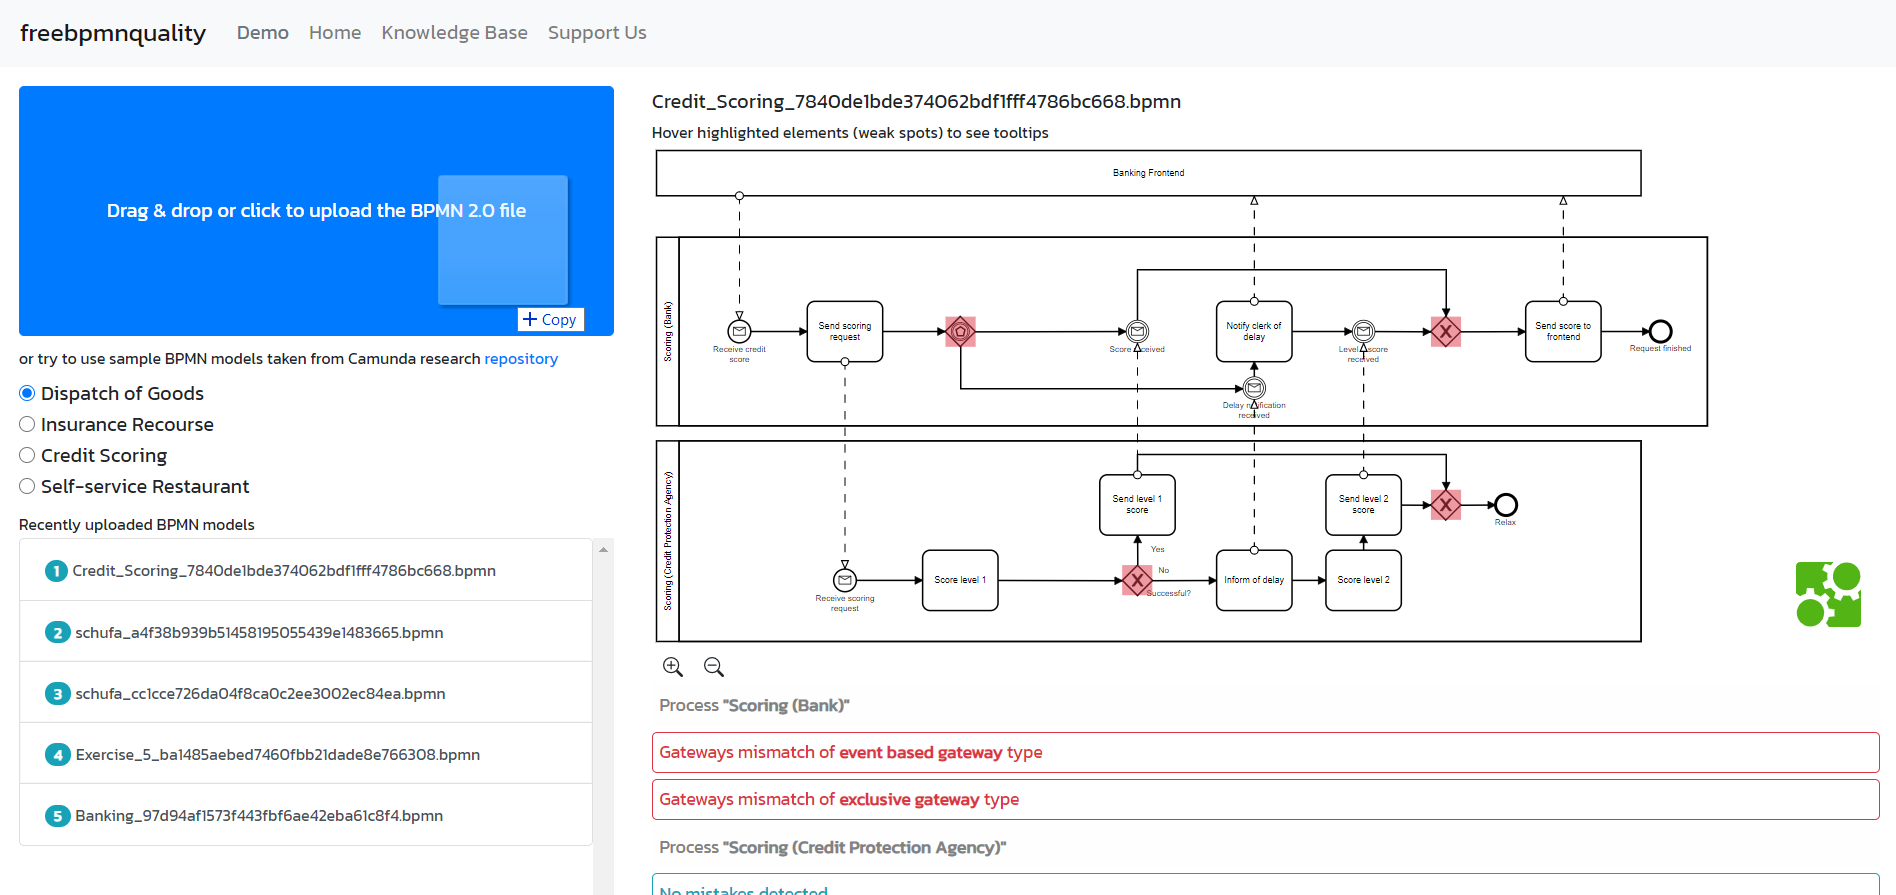 freebpmnquality Demo Home Knowledge Base Support Us
Drag & drop or click to upload the BPMN 2.0 file
Copy
or try to use sample BPMN models taken from Camunda research repository
Dispatch of Goods
Insurance Recourse
Credit Scoring
Self-service Restaurant
Recently uploaded BPMN models
1 Credit_Scoring_7840de1bde374062bdf1fff4786bc668.bpmn
2 schufa_a4f38b939b51458195055439e1483665.bpmn
3 schufa_cc1cce726da04f8ca0c2ee3002ec84ea.bpmn
4 Exercise_5_ba1485aebed7460fbb21dade8e766308.bpmn
5 Banking_97d94af1573f443fbf6ae42eba61c8f4.bpmn
Credit_Scoring_7840de1bde374062bdf1fff4786bc668.bpmn
Hover highlighted elements (weak spots) to see tooltips
Banking Frontend
Scoring (Bank)
Receive credit
score
Send scoring
request
Score received
Notify clerk of
delay
Delay notification
received
Level 2 score
received
Send score to
frontend
Request finished
Scoring (Credit Protection Agency)
Receive scoring
request
Score level 1
Send level 1
score
Yes
No
Successful?
Inform of delay
Send level 2
score
Score level 2
Relax
Process "Scoring (Bank)"
Gateways mismatch of event based gateway type
Gateways mismatch of exclusive gateway type
Process "Scoring (Credit Protection Agency)"
No mistakes detected